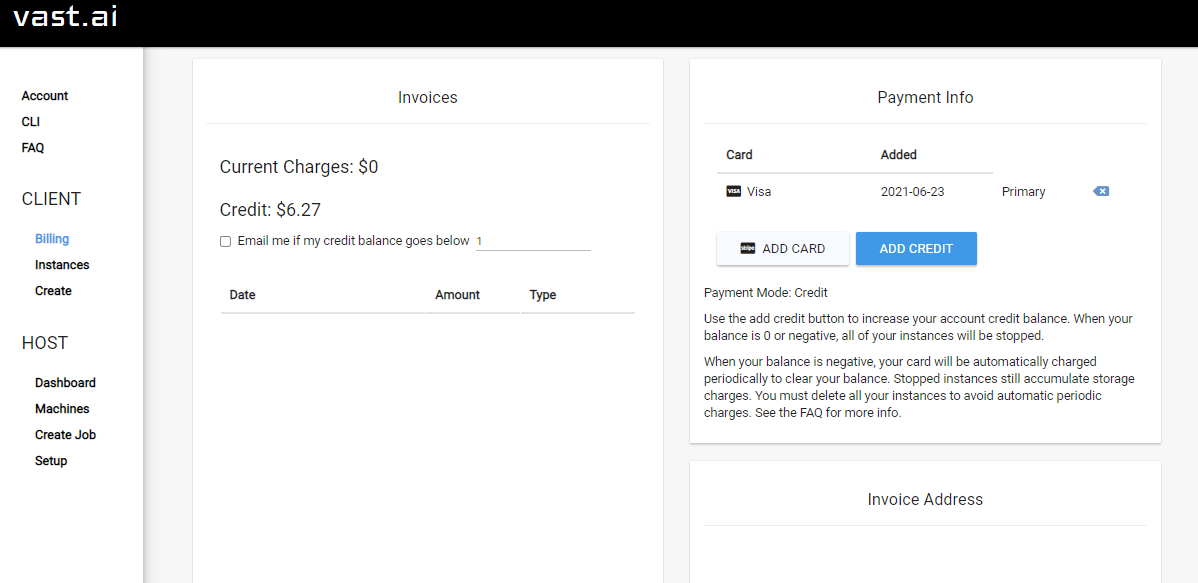 vast.ai
Account
CLI
FAQ
CLIENT
Billing
Instances
Create
HOST
Dashboard
Machines
Create Job
Setup
Invoices
Current Charges: $0
Credit: $6.27
Email me if my credit balance goes below 1
Date Amount Type
Payment Info
Card Added
VISA Visa 2021-06-23 Primary
stripe ADD CARD ADD CREDIT
Payment Mode: Credit
Use the add credit button to increase your account credit balance. When your
balance is 0 or negative, all of your instances will be stopped.
When your balance is negative, your card will be automatically charged
periodically to clear your balance. Stopped instances still accumulate storage
charges. You must delete all your instances to avoid automatic periodic
charges. See the FAQ for more info.
Invoice Address